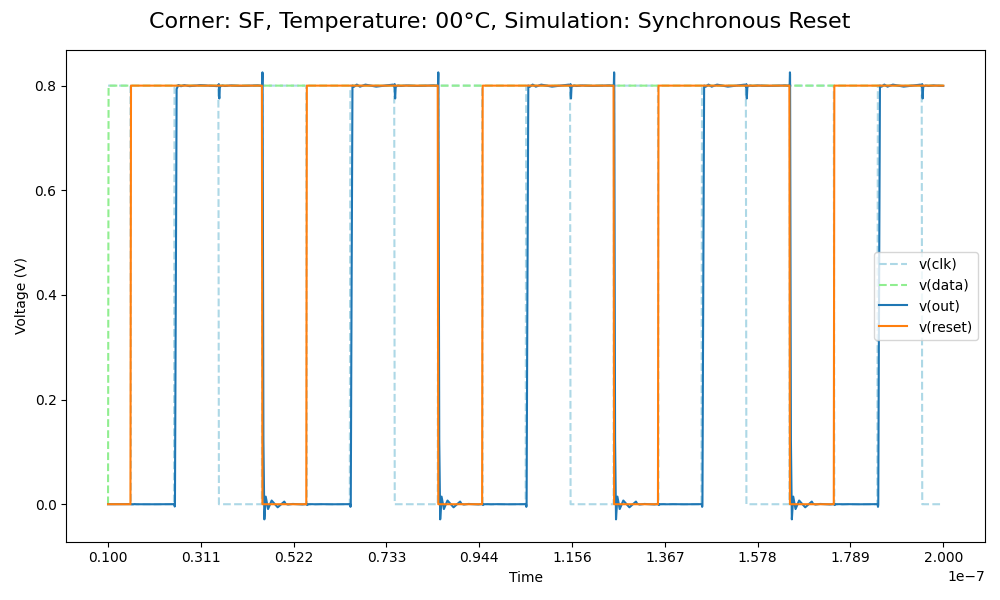 Corner: SF, Temperature: 00°C, Simulation: Synchronous Reset
0.8
0.6
0.4
0.2
0.0
Voltage (V)
v(clk)
v(data)
v(out)
v(reset)
0.100 0.311 0.522 0.733 0.944 1.156 1.367 1.578 1.789 2.000
1e−7
Time